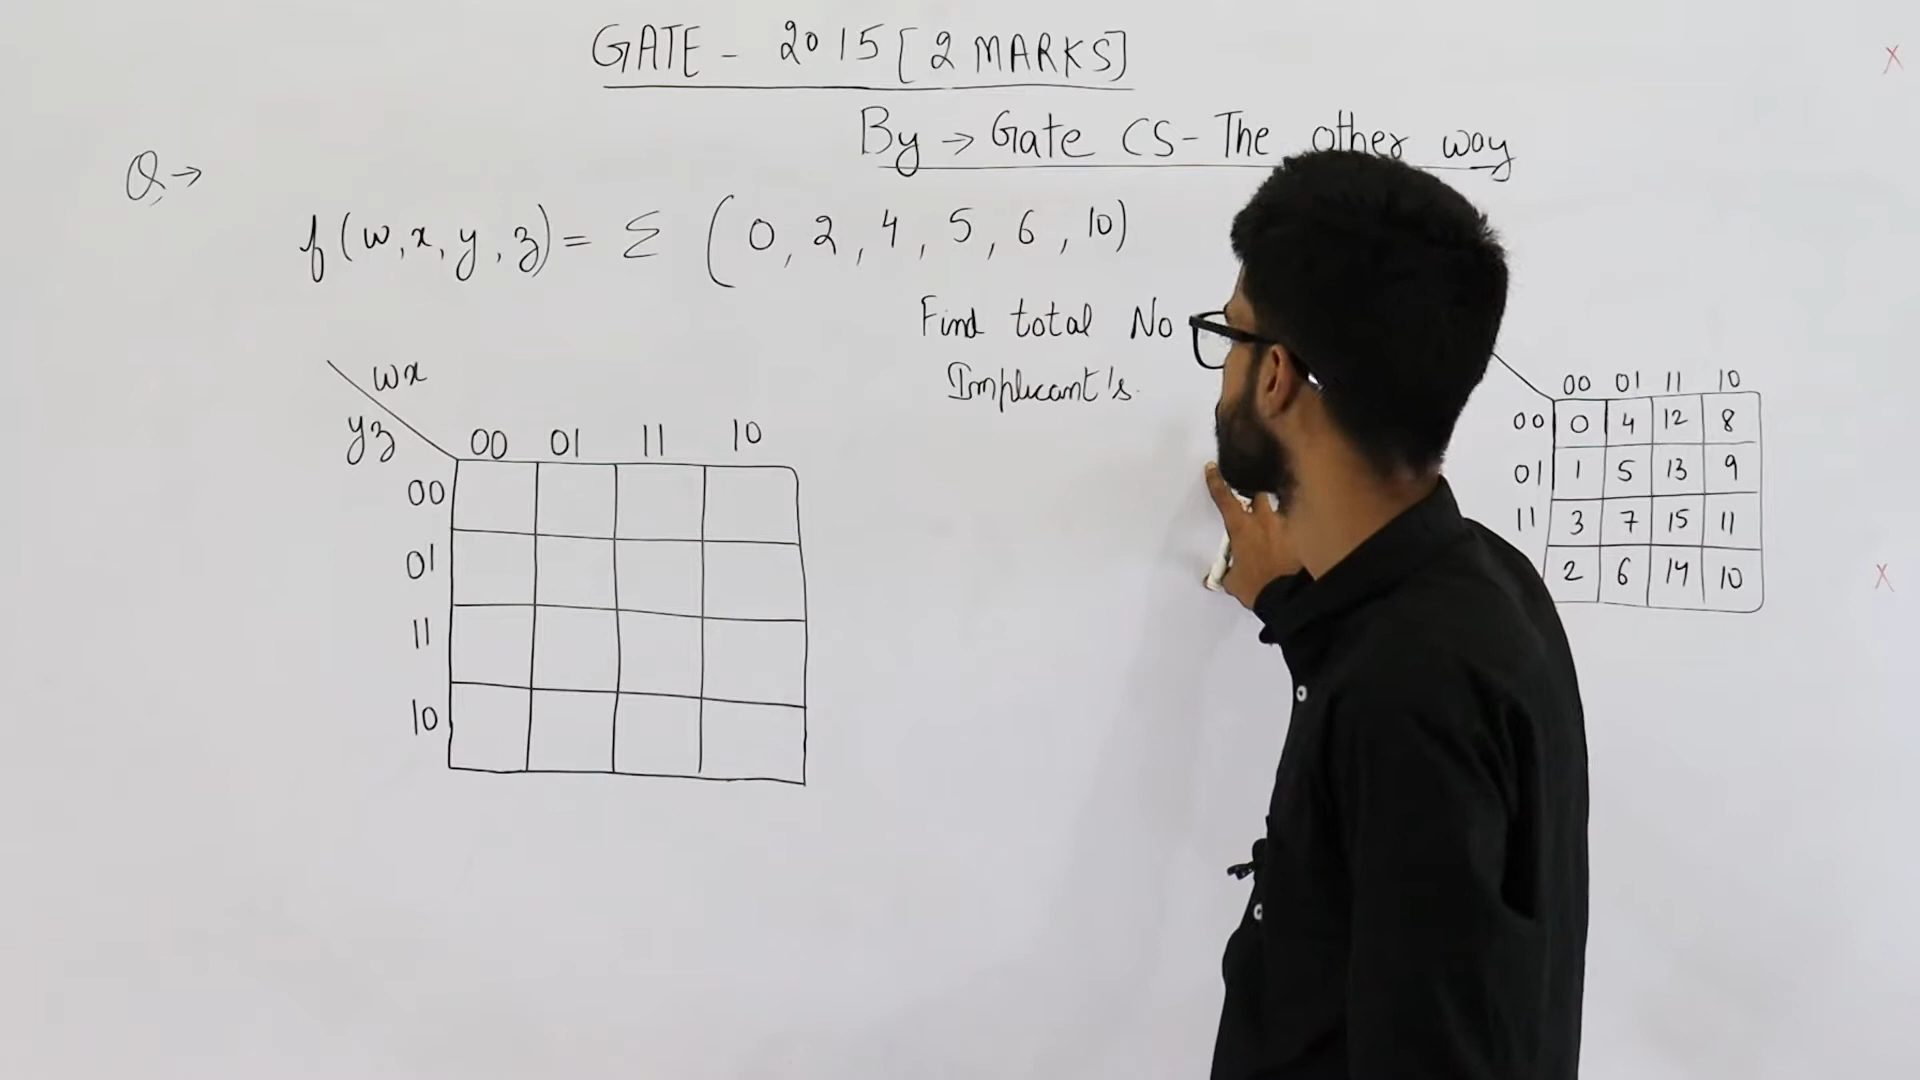 GATE - 2015 [2 MARKS]
By → Gate CS - The other way
Q →
f(w, x, y, z) = Σ (0, 2, 4, 5, 6, 10)
Find total No
Implicant's.
wx
yz
00 01 11 10
00
01
11
10
00 01 11 10
00 0 4 12 8
01 1 5 13 9
11 3 7 15 11
2 6 14 10
X
X